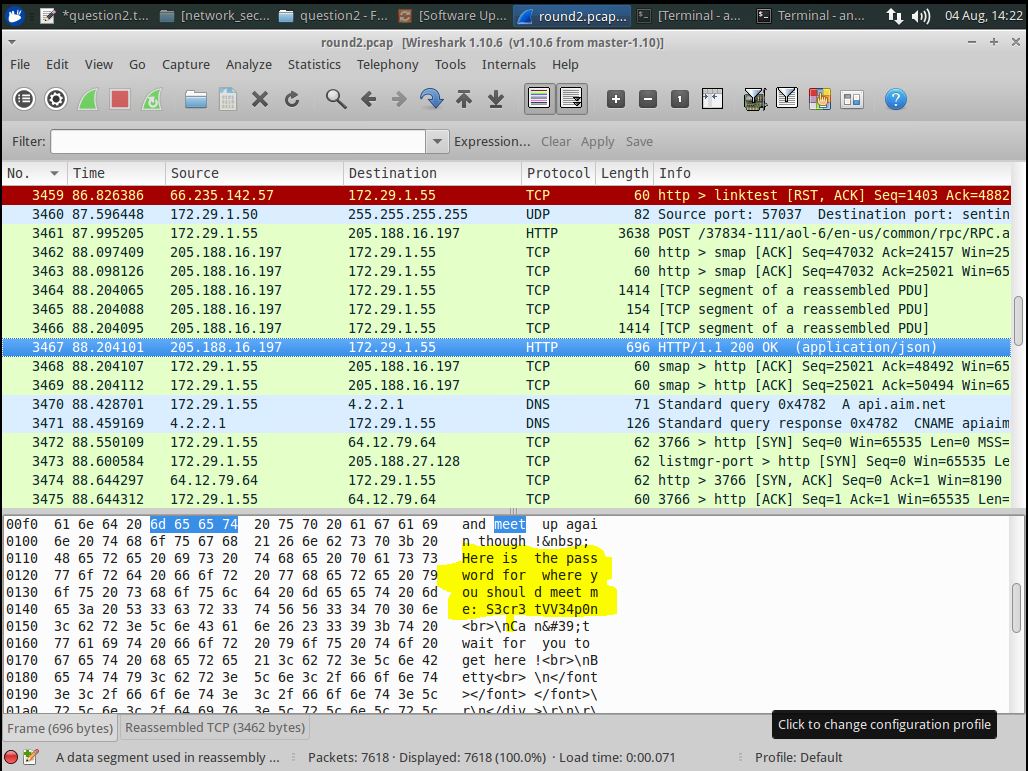 *question2.t... [network_sec... question2 - F... [Software Up... round2.pcap... [Terminal - a... Terminal - an... 04 Aug, 14:22
round2.pcap [Wireshark 1.10.6 (v1.10.6 from master-1.10)]
File Edit View Go Capture Analyze Statistics Telephony Tools Internals Help
Filter: Expression... Clear Apply Save
No. Time Source Destination Protocol Length Info
3459 86.826386 66.235.142.57 172.29.1.55 TCP 60 http > linktest [RST, ACK] Seq=1403 Ack=4882
3460 87.596448 172.29.1.50 255.255.255.255 UDP 82 Source port: 57037 Destination port: sentin
3461 87.995205 172.29.1.55 205.188.16.197 HTTP 3638 POST /37834-111/aol-6/en-us/common/rpc/RPC.a
3462 88.097409 205.188.16.197 172.29.1.55 TCP 60 http > smap [ACK] Seq=47032 Ack=24157 Win=25
3463 88.098126 205.188.16.197 172.29.1.55 TCP 60 http > smap [ACK] Seq=47032 Ack=25021 Win=65
3464 88.204065 205.188.16.197 172.29.1.55 TCP 1414 [TCP segment of a reassembled PDU]
3465 88.204088 205.188.16.197 172.29.1.55 TCP 154 [TCP segment of a reassembled PDU]
3466 88.204095 205.188.16.197 172.29.1.55 TCP 1414 [TCP segment of a reassembled PDU]
3467 88.204101 205.188.16.197 172.29.1.55 HTTP 696 HTTP/1.1 200 OK (application/json)
3468 88.204107 172.29.1.55 205.188.16.197 TCP 60 smap > http [ACK] Seq=25021 Ack=48492 Win=65
3469 88.204112 172.29.1.55 205.188.16.197 TCP 60 smap > http [ACK] Seq=25021 Ack=50494 Win=65
3470 88.428701 172.29.1.55 4.2.2.1 DNS 71 Standard query 0x4782 A api.aim.net
3471 88.459169 4.2.2.1 172.29.1.55 DNS 126 Standard query response 0x4782 CNAME apiaim
3472 88.550109 172.29.1.55 64.12.79.64 TCP 62 3766 > http [SYN] Seq=0 Win=65535 Len=0 MSS=
3473 88.600584 172.29.1.55 205.188.27.128 TCP 62 listmgr-port > http [SYN] Seq=0 Win=65535 Le
3474 88.644297 64.12.79.64 172.29.1.55 TCP 62 http > 3766 [SYN, ACK] Seq=0 Ack=1 Win=8190
3475 88.644312 172.29.1.55 64.12.79.64 TCP 60 3766 > http [ACK] Seq=1 Ack=1 Win=65535 Len=
00f0 61 6e 64 20 6d 65 65 74 20 75 70 20 61 67 61 69 and meet up agai
0100 6e 20 74 68 6f 75 67 68 21 26 6e 62 73 70 3b 20 n though !&nbsp;
0110 48 65 72 65 20 69 73 20 74 68 65 20 70 61 73 73 Here is the pass
0120 77 6f 72 64 20 66 6f 72 20 77 68 65 72 65 20 79 word for where y
0130 6f 75 20 73 68 6f 75 6c 64 20 6d 65 65 74 20 6d ou shoul d meet m
0140 65 3a 20 53 33 63 72 33 74 56 56 33 34 70 30 6e e: S3cr3 tVV34p0n
0150 3c 62 72 3e 5c 6e 43 61 6e 26 23 33 39 3b 74 20 <br>\nCa n&#39;t
0160 77 61 69 74 20 66 6f 72 20 79 6f 75 20 74 6f 20 wait for you to
0170 67 65 74 20 68 65 72 65 21 3c 62 72 3e 5c 6e 42 get here !<br>\nB
0180 65 74 74 79 3c 62 72 3e 5c 6e 3c 2f 66 6f 6e 74 etty<br> \n</font
0190 3e 3c 2f 66 6f 6e 74 3e 3c 2f 66 6f 6e 74 3e 5c ></font> </font>\
01a0 72 5c 6e 3c 2f 64 69 76 3e 5c 72 5c 6e 5c 72 5c r\n</div >\r\n\r\
Frame (696 bytes) Reassembled TCP (3462 bytes)
Click to change configuration profile
A data segment used in reassembly ... Packets: 7618 · Displayed: 7618 (100.0%) · Load time: 0:00.071 Profile: Default